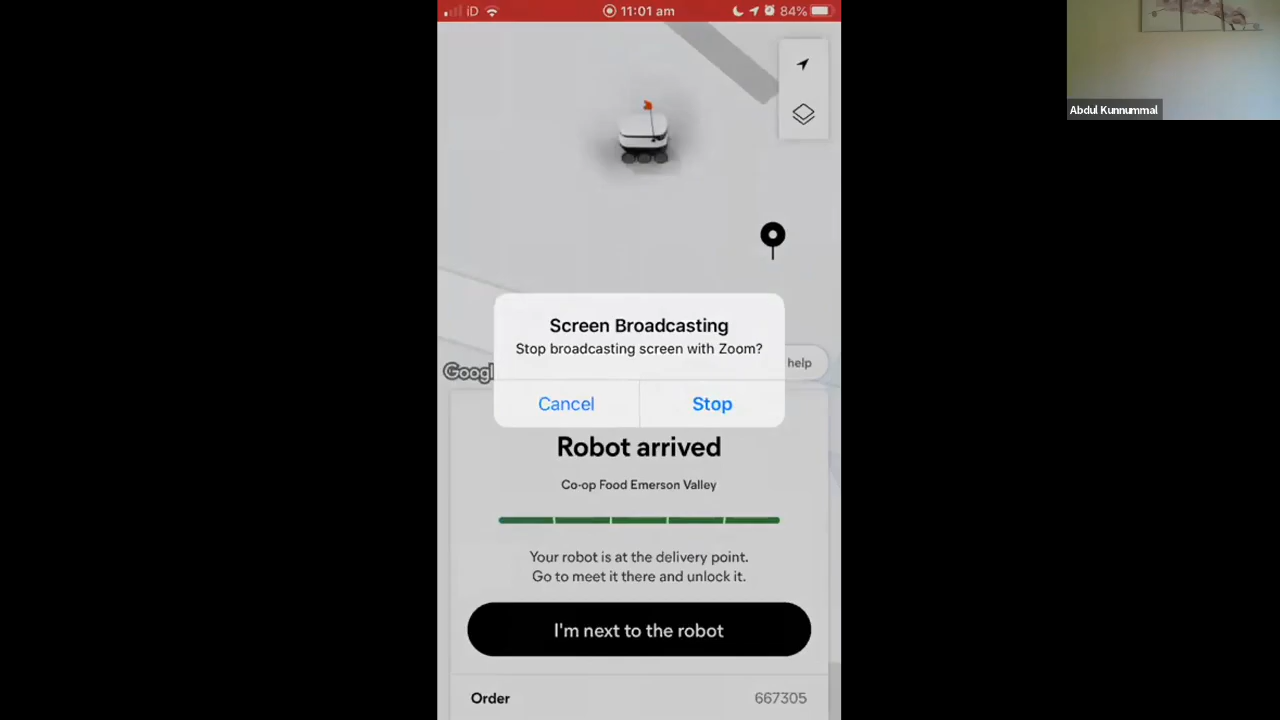 iD
11:01 am
84%
Abdul Kunnummal
Screen Broadcasting
Stop broadcasting screen with Zoom?
help
Googl
Cancel
Stop
Robot arrived
Co-op Food Emerson Valley
Your robot is at the delivery point.
Go to meet it there and unlock it.
I'm next to the robot
Order
667305